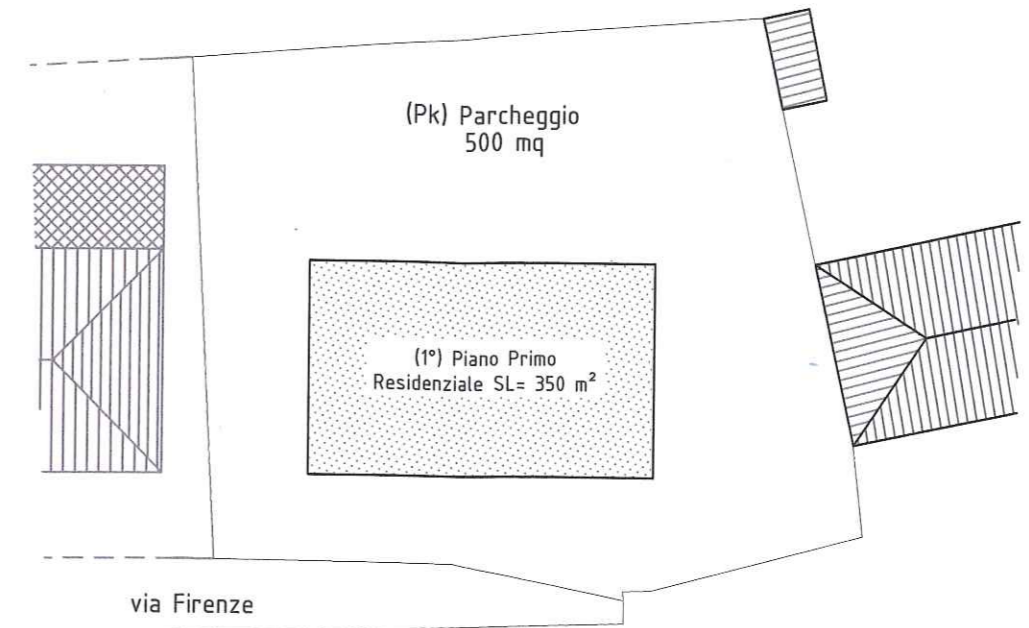 (Pk) Parcheggio
500 mq
(1°) Piano Primo
Residenziale SL= 350 m²
via Firenze